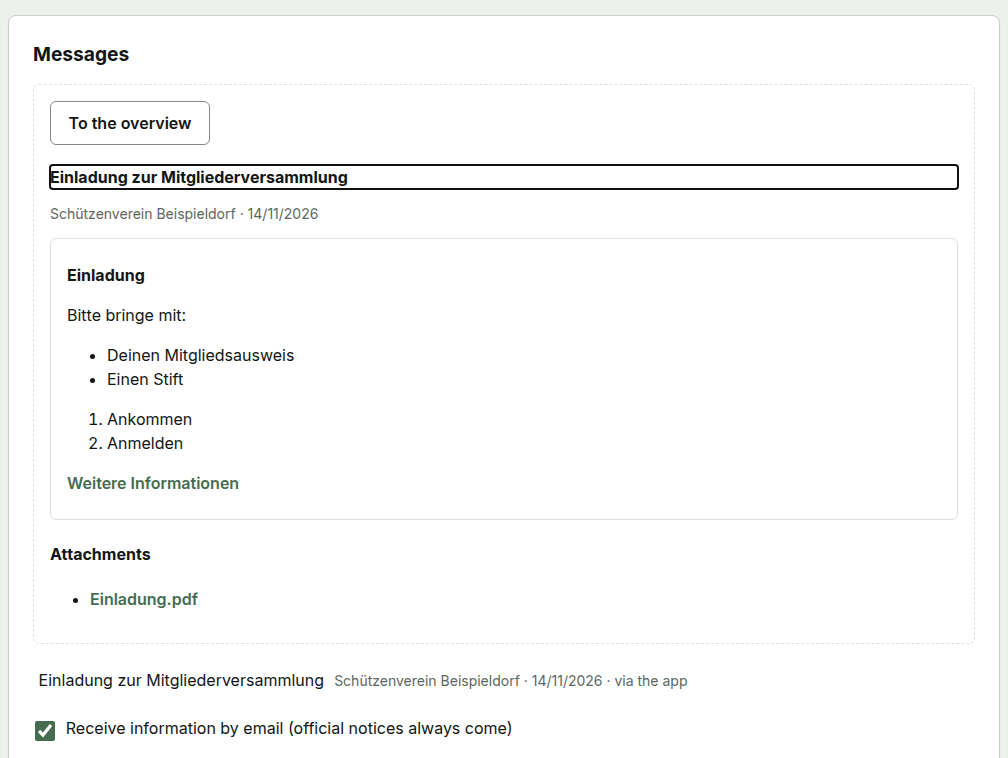 Messages
To the overview
Einladung zur Mitgliederversammlung
Schützenverein Beispieldorf · 14/11/2026
Einladung
Bitte bringe mit:
• Deinen Mitgliedsausweis
• Einen Stift
1. Ankommen
2. Anmelden
Weitere Informationen
Attachments
• Einladung.pdf
Einladung zur Mitgliederversammlung Schützenverein Beispieldorf · 14/11/2026 · via the app
Receive information by email (official notices always come)